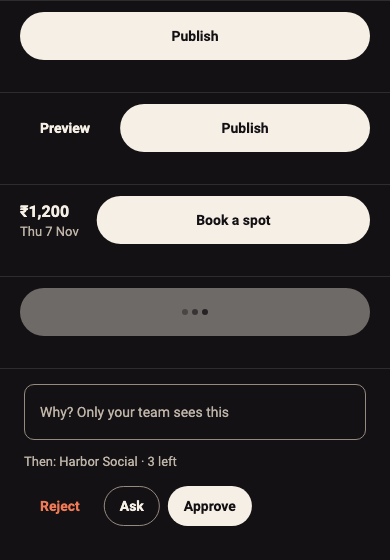 Publish
Preview
Publish
₹1,200
Thu 7 Nov
Book a spot
Why? Only your team sees this
Then: Harbor Social · 3 left
Reject
Ask
Approve